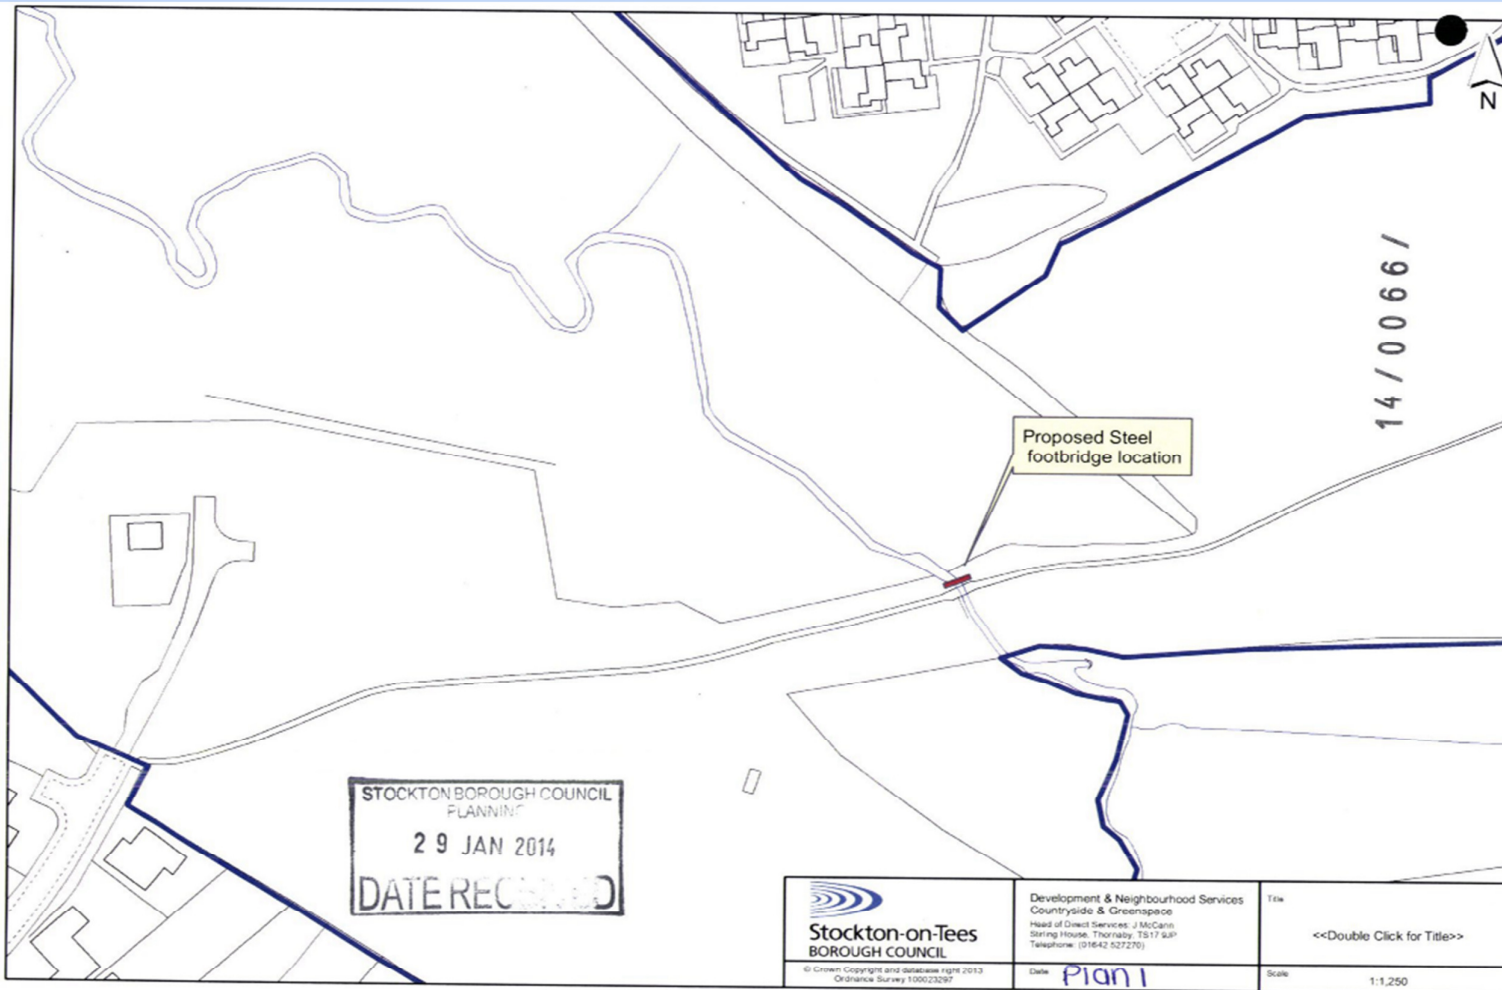 N
14/00666/
Proposed Steel
footbridge location
STOCKTON BOROUGH COUNCIL
PLANNING
29 JAN 2014
DATE REC
Stockton-on-Tees
BOROUGH COUNCIL
© Crown Copyright and database right 2013
Ordnance Survey 100023297
Development & Neighbourhood Services
Countryside & Greenspace
Head of Direct Services: J McCann
Stirling House, Thornaby, TS17 9JP
Telephone: (01642 527270)
Date Plan 1
Title
<<Double Click for Title>>
Scale
1:1,250